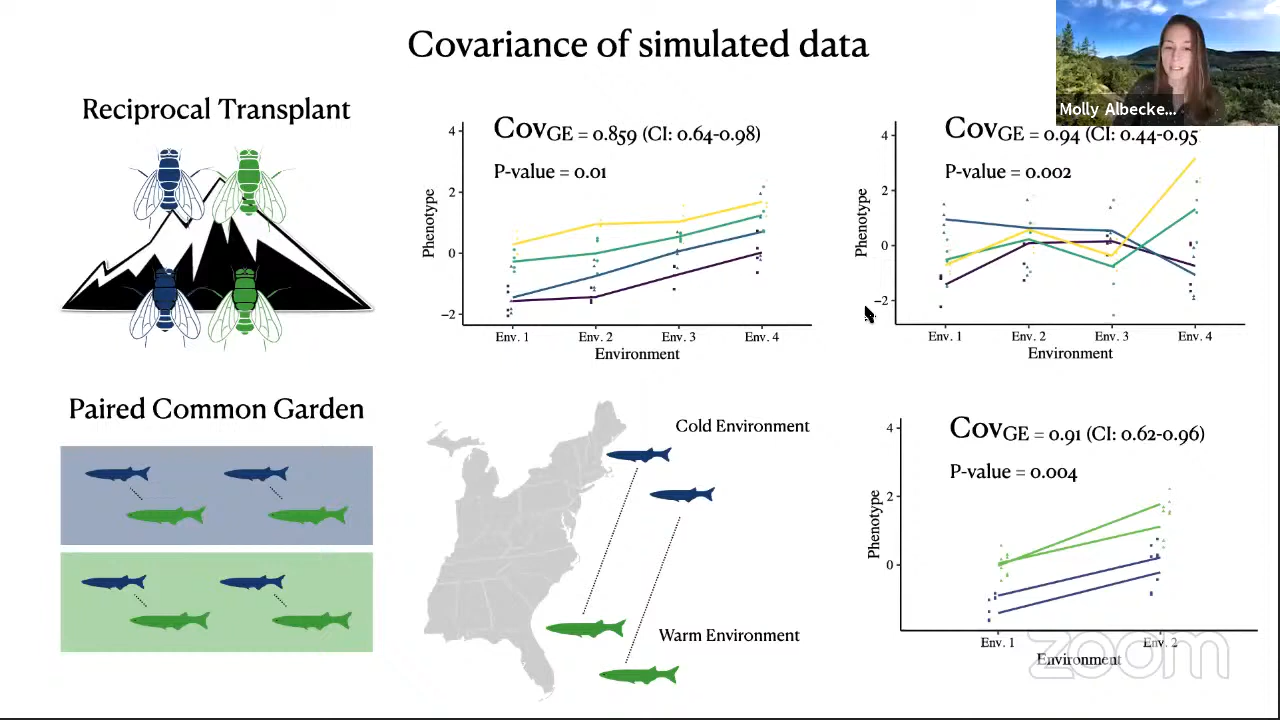 Covariance of simulated data
Molly Albecke...
Reciprocal Transplant
CovGE = 0.859 (CI: 0.64-0.98)
P-value = 0.01
4
2
0
−2
Phenotype
Env. 1 Env. 2 Env. 3 Env. 4
Environment
CovGE = 0.94 (CI: 0.44-0.95
P-value = 0.002
4
2
0
−2
Phenotype
Env. 1 Env. 2 Env. 3 Env. 4
Environment
Paired Common Garden
Cold Environment
Warm Environment
CovGE = 0.91 (CI: 0.62-0.96)
P-value = 0.004
4
2
0
Phenotype
Env. 1 Env. 2
Environment
zoom